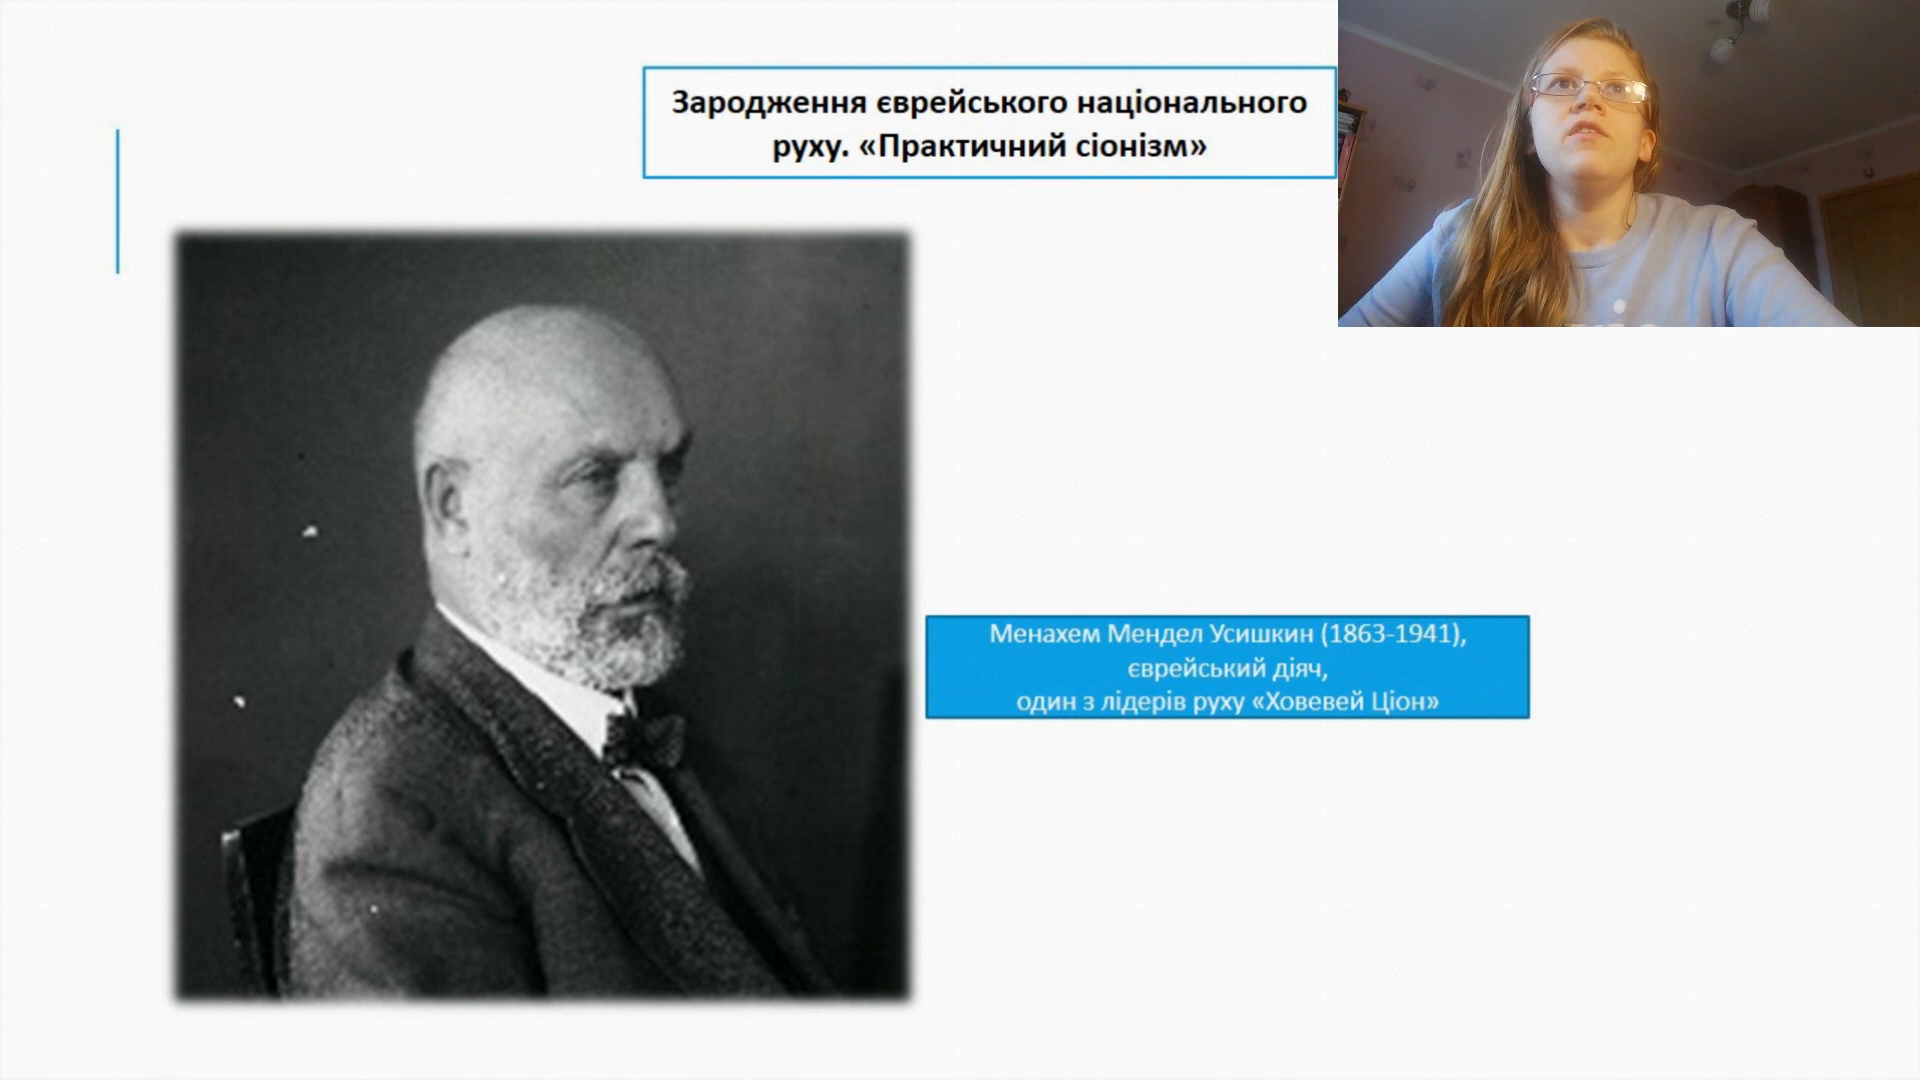 Зародження єврейського національного
руху. «Практичний сіонізм»
Менахем Мендел Усишкин (1863-1941),
єврейський діяч,
один з лідерів руху «Ховевей Ціон»